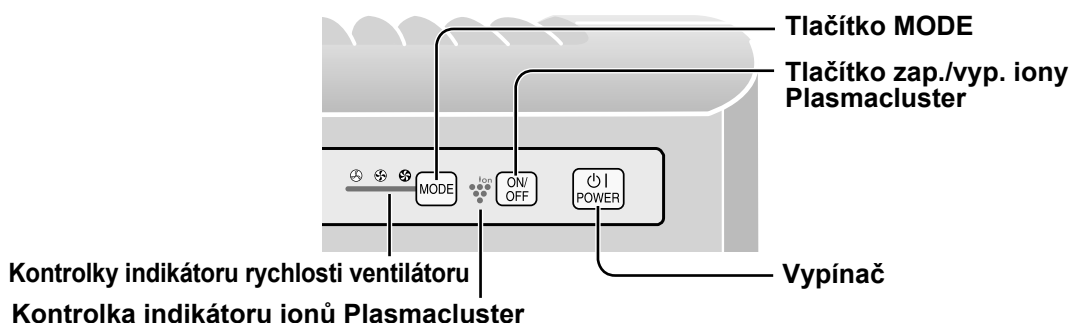 Tlačítko MODE
Tlačítko zap./vyp. iony
Plasmacluster
Ion
MODE
ON/
OFF
POWER
Kontrolky indikátoru rychlosti ventilátoru
Vypínač
Kontrolka indikátoru ionů Plasmacluster